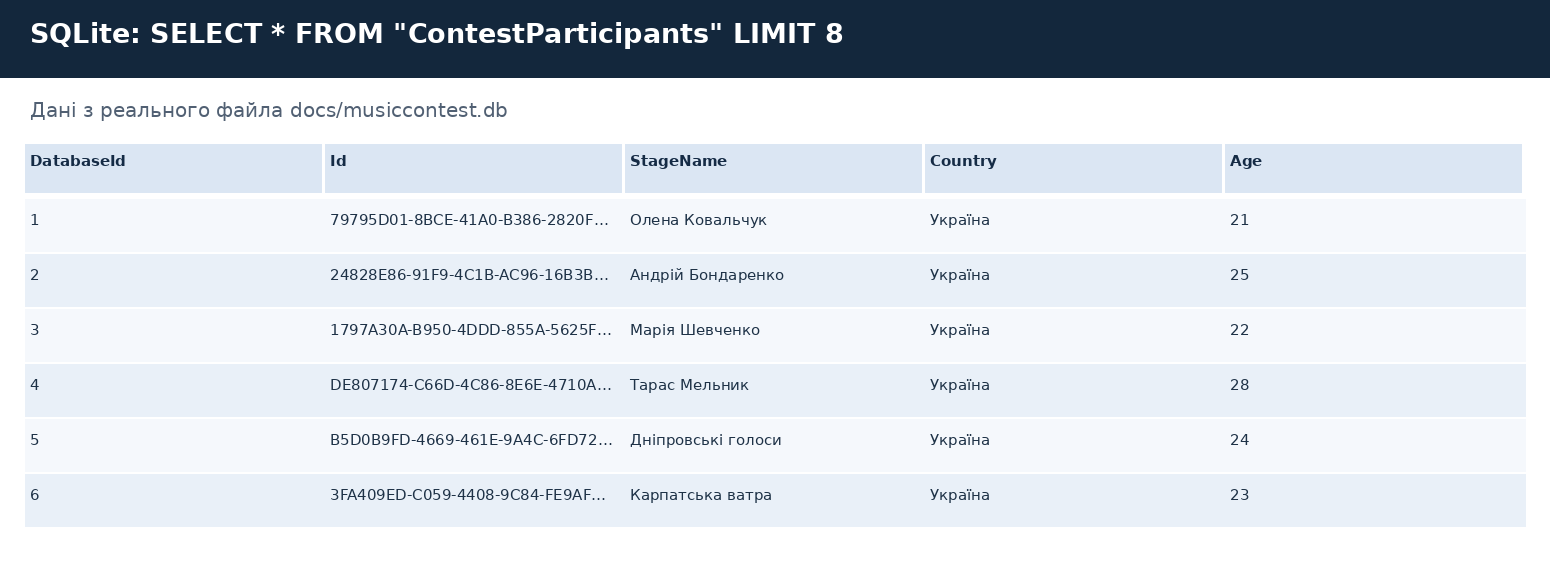 SQLite: SELECT * FROM "ContestParticipants" LIMIT 8
Дані з реального файла docs/musiccontest.db
DatabaseId Id StageName Country Age
1 79795D01-8BCE-41A0-B386-2820F... Олена Ковальчук Україна 21
2 24828E86-91F9-4C1B-AC96-16B3B... Андрій Бондаренко Україна 25
3 1797A30A-B950-4DDD-855A-5625F... Марія Шевченко Україна 22
4 DE807174-C66D-4C86-8E6E-4710A... Тарас Мельник Україна 28
5 B5D0B9FD-4669-461E-9A4C-6FD72... Дніпровські голоси Україна 24
6 3FA409ED-C059-4408-9C84-FE9AF... Карпатська ватра Україна 23